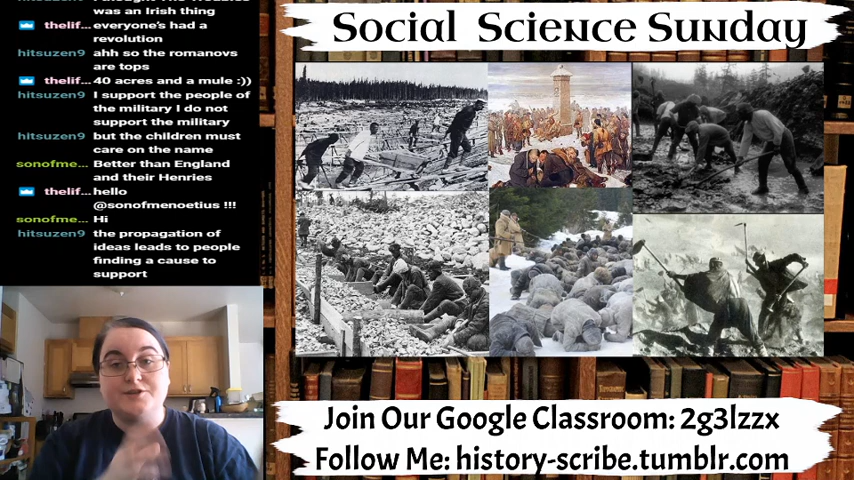 was an Irish thing
thelif... everyone's had a
revolution
hitsuzen9 ahh so the romanovs
are tops
thelif... 40 acres and a mule :))
hitsuzen9 I support the people of
the military I do not
support the military
hitsuzen9 but the children must
care on the name
sonofme... Better than England
and their Henries
thelif... hello
@sonofmenoetius !!!
sonofme... Hi
hitsuzen9 the propagation of
ideas leads to people
finding a cause to
support
Social Science Sunday
Join Our Google Classroom: 2g3lzzx
Follow Me: history-scribe.tumblr.com